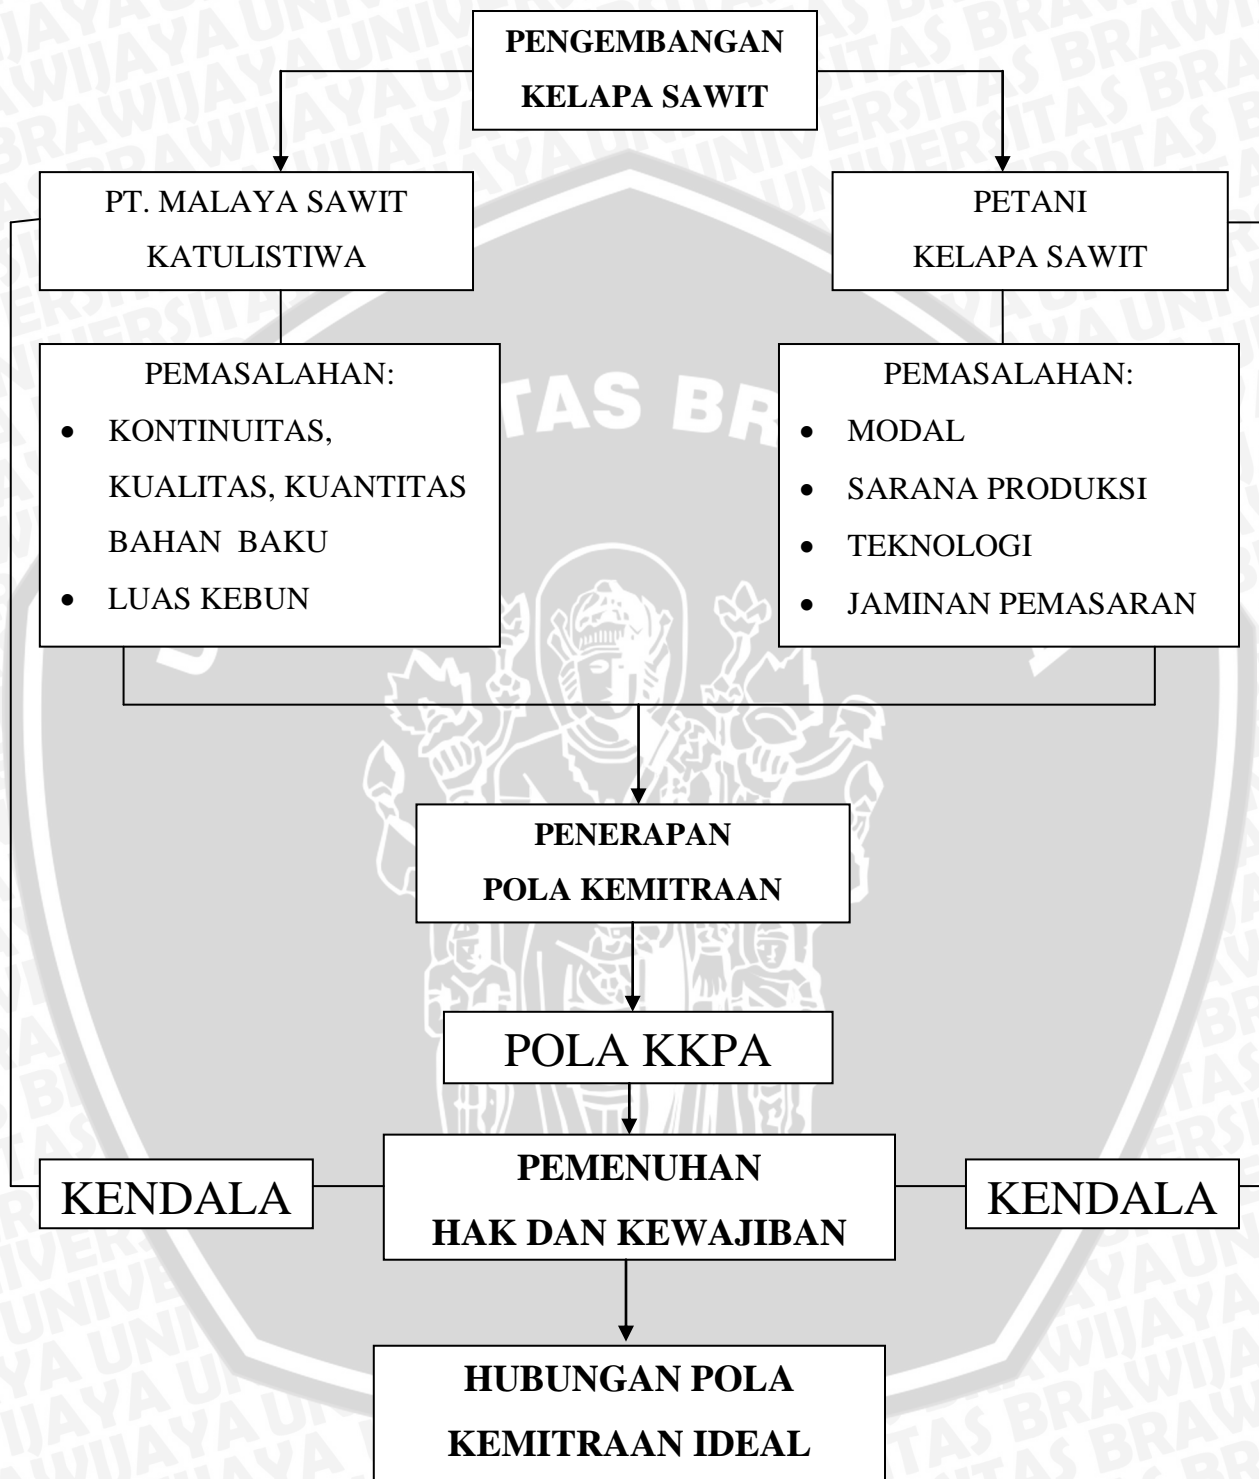 PENGEMBANGAN
KELAPA SAWIT
PT. MALAYA SAWIT
KATULISTIWA
PETANI
KELAPA SAWIT
PEMASALAHAN:
• KONTINUITAS,
KUALITAS, KUANTITAS
BAHAN BAKU
• LUAS KEBUN
PEMASALAHAN:
• MODAL
• SARANA PRODUKSI
• TEKNOLOGI
• JAMINAN PEMASARAN
TAS BR
PENERAPAN
POLA KEMITRAAN
POLA KKPA
KENDALA
PEMENUHAN
HAK DAN KEWAJIBAN
KENDALA
HUBUNGAN POLA
KEMITRAAN IDEAL